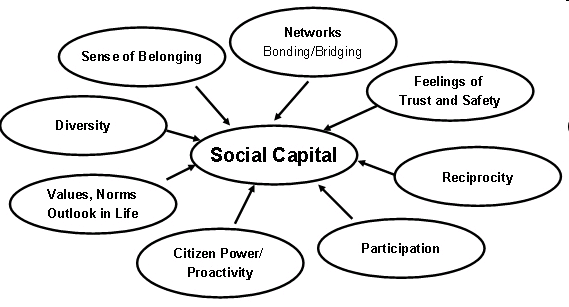 Networks
Bonding/Bridging
Sense of Belonging
Feelings of
Trust and Safety
Diversity
Social Capital
Reciprocity
Values, Norms
Outlook in Life
Citizen Power/
Proactivity
Participation